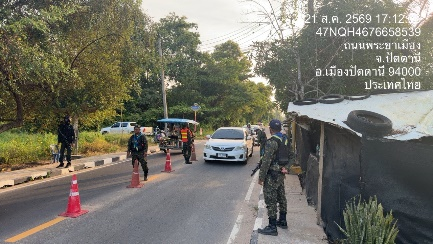 21 ส.ค. 2569 17:12
47NQH4676658539
ถนนพระยาเมือง
จ.ปัตตานี
อ.เมืองปัตตานี 94000
ประเทศไทย